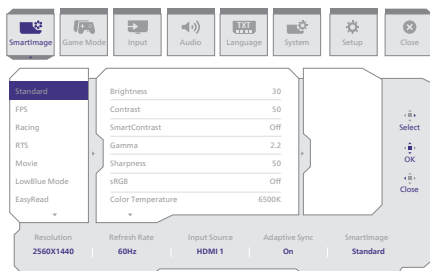 SmartImage
Game Mode
Input
Audio
TXT
Language
System
Setup
Close
Standard
FPS
Racing
RTS
Movie
LowBlue Mode
EasyRead
Brightness 30
Contrast 50
SmartContrast Off
Gamma 2.2
Sharpness 50
sRGB Off
Color Temperature 6500K
Select
OK
Close
Resolution Refresh Rate Input Source Adaptive Sync SmartImage
2560X1440 60Hz HDMI 1 On Standard